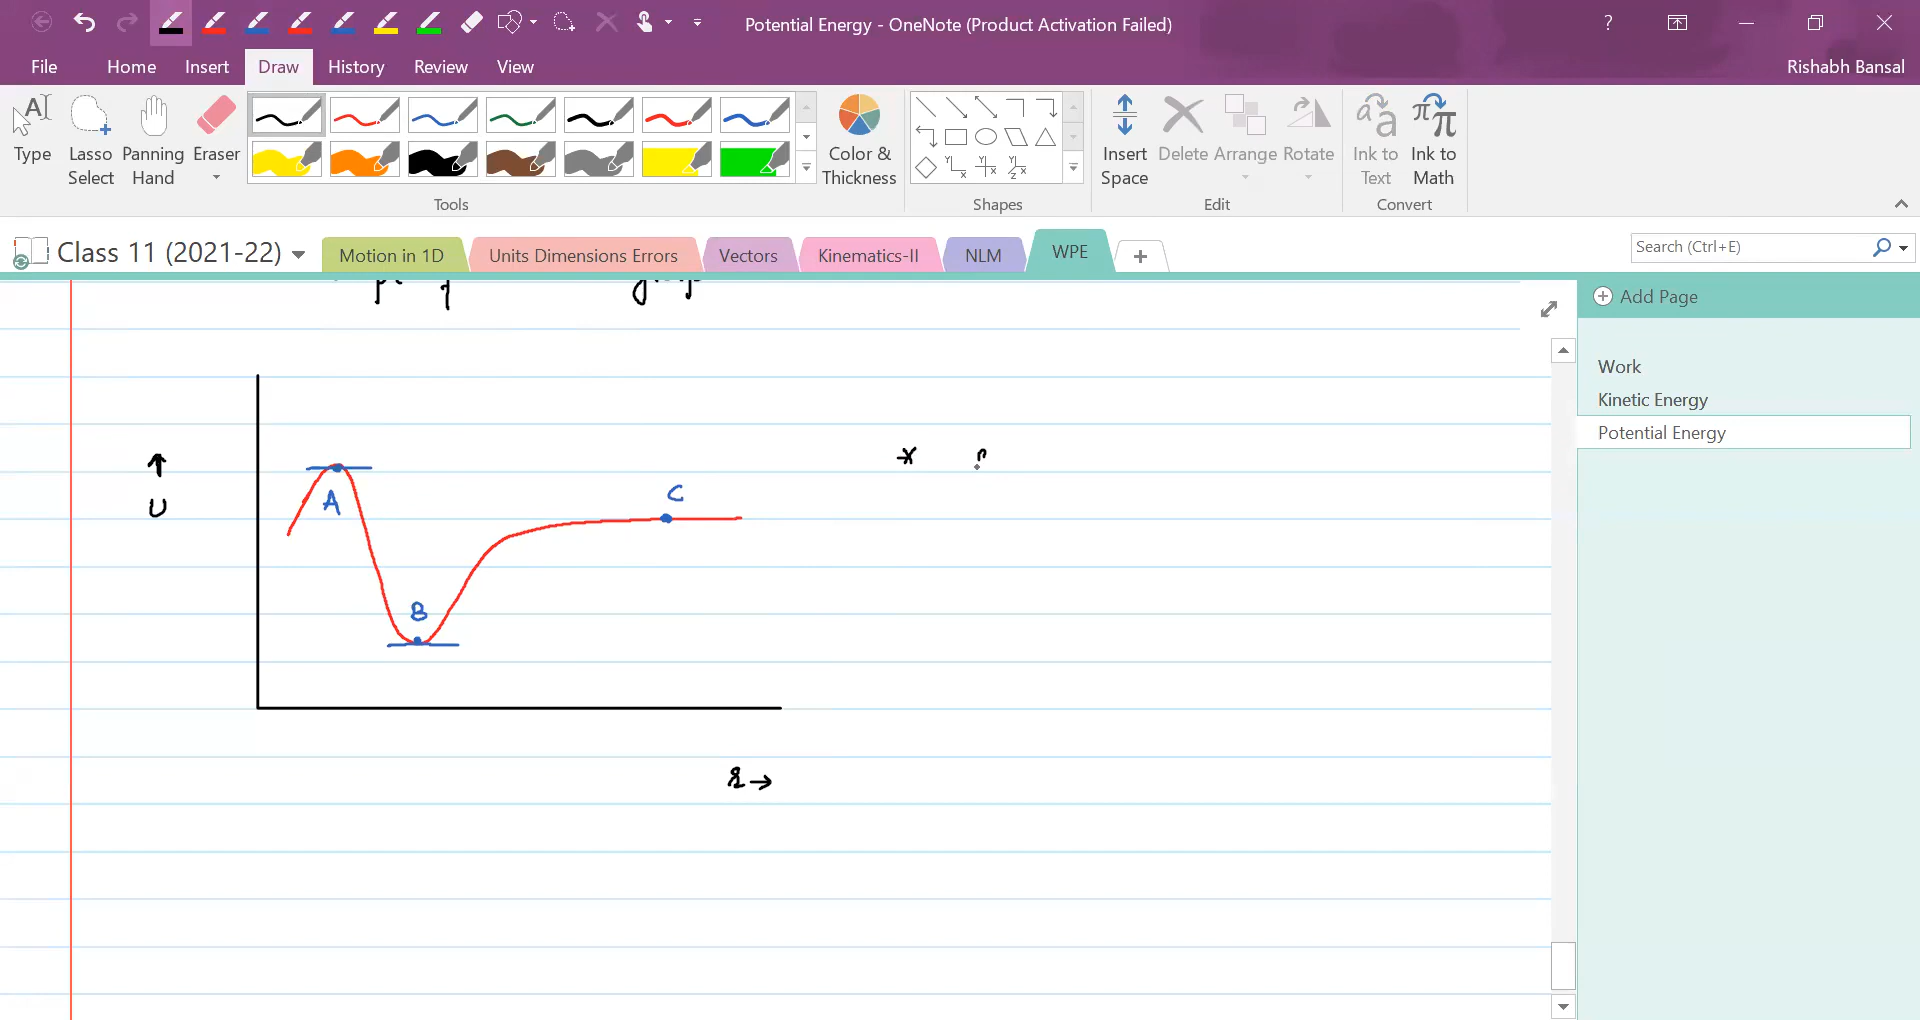 Potential Energy - OneNote (Product Activation Failed)
?
File Home Insert Draw History Review View
Rishabh Bansal
Type
Lasso Select
Panning Hand
Eraser
Color & Thickness
Insert Space
Delete
Arrange
Rotate
Ink to Text
Ink to Math
Tools
Shapes
Edit
Convert
Class 11 (2021-22)
Motion in 1D
Units Dimensions Errors
Vectors
Kinematics-II
NLM
WPE
Search (Ctrl+E)
Add Page
Work
Kinetic Energy
Potential Energy
↑
U
A
B
C
*
r→